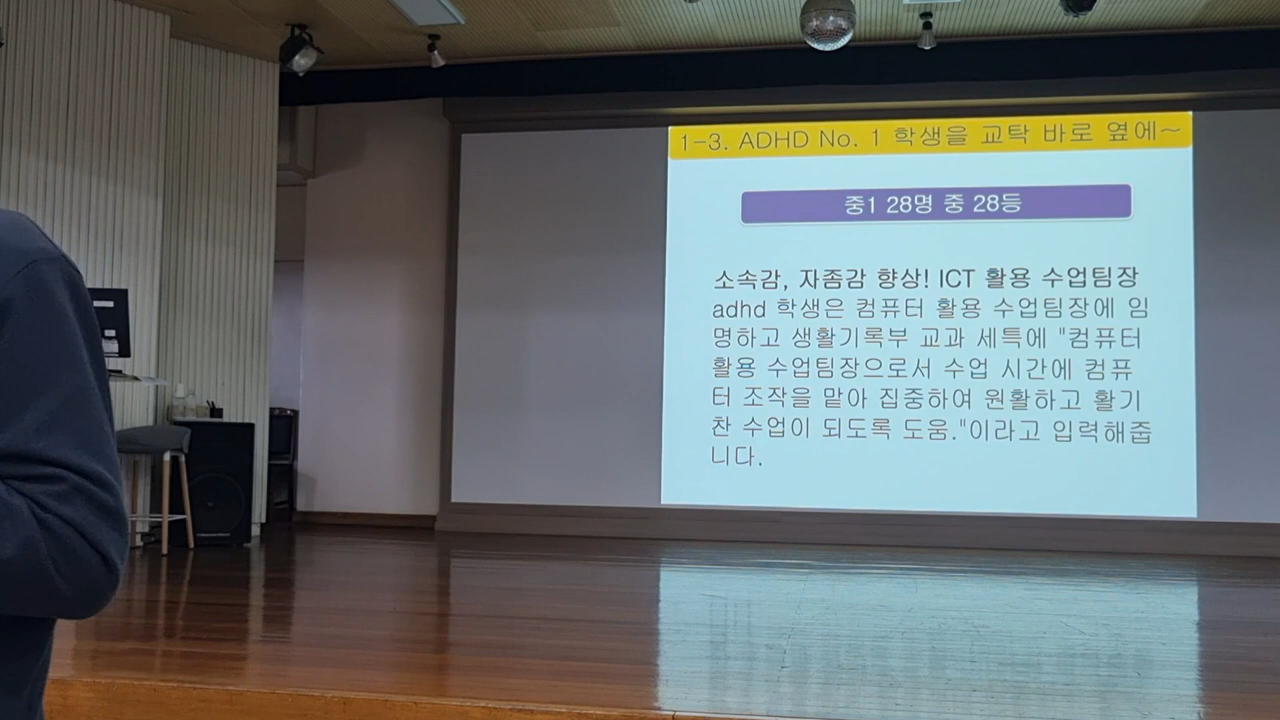 1-3. ADHD No. 1 학생을 교탁 바로 옆에~
중1 28명 중 28등
소속감, 자존감 향상! ICT 활용 수업팀장
adhd 학생은 컴퓨터 활용 수업팀장에 임
명하고 생활기록부 교과 세특에 "컴퓨터
활용 수업팀장으로서 수업 시간에 컴퓨
터 조작을 맡아 집중하여 원활하고 활기
찬 수업이 되도록 도움."이라고 입력해줍
니다.